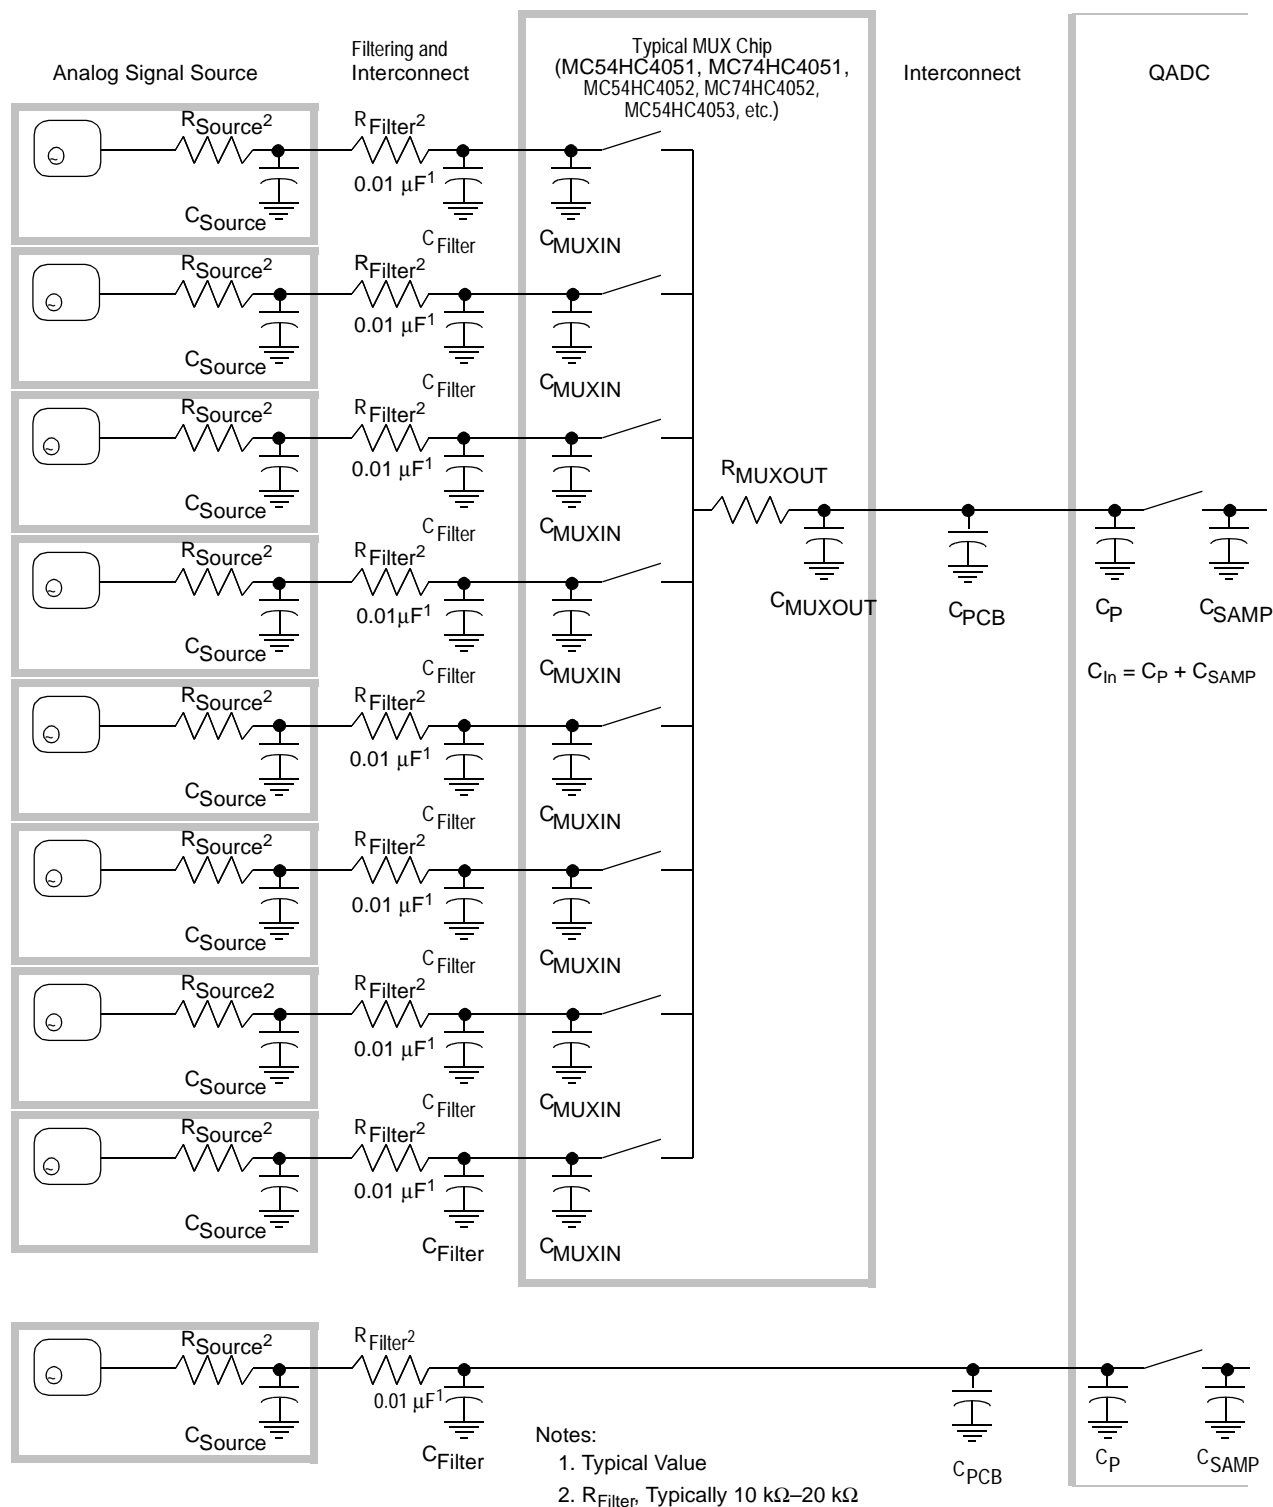 Analog Signal Source
Filtering and
Interconnect
Typical MUX Chip
(MC54HC4051, MC74HC4051,
MC54HC4052, MC74HC4052,
MC54HC4053, etc.)
Interconnect
QADC
~ RSource2 RFilter2
0.01 μF1
CSource CFilter CMUXIN
~ RSource2 RFilter2
0.01 μF1
CSource CFilter CMUXIN
~ RSource2 RFilter2
0.01 μF1
CSource CFilter CMUXIN
RMUXOUT
~ RSource2 RFilter2
0.01μF1
CSource CFilter CMUXIN
CMUXOUT CPCB CP CSAMP
CIn = CP + CSAMP
~ RSource2 RFilter2
0.01 μF1
CSource CFilter CMUXIN
~ RSource2 RFilter2
0.01 μF1
CSource CFilter CMUXIN
~ RSource2 RFilter2
0.01 μF1
CSource CFilter CMUXIN
~ RSource2 RFilter2
0.01 μF1
CSource CFilter CMUXIN
~ RSource2 RFilter2
0.01 μF1
CSource CFilter CPCB CP CSAMP
Notes:
1. Typical Value
2. RFilter, Typically 10 kΩ–20 kΩ